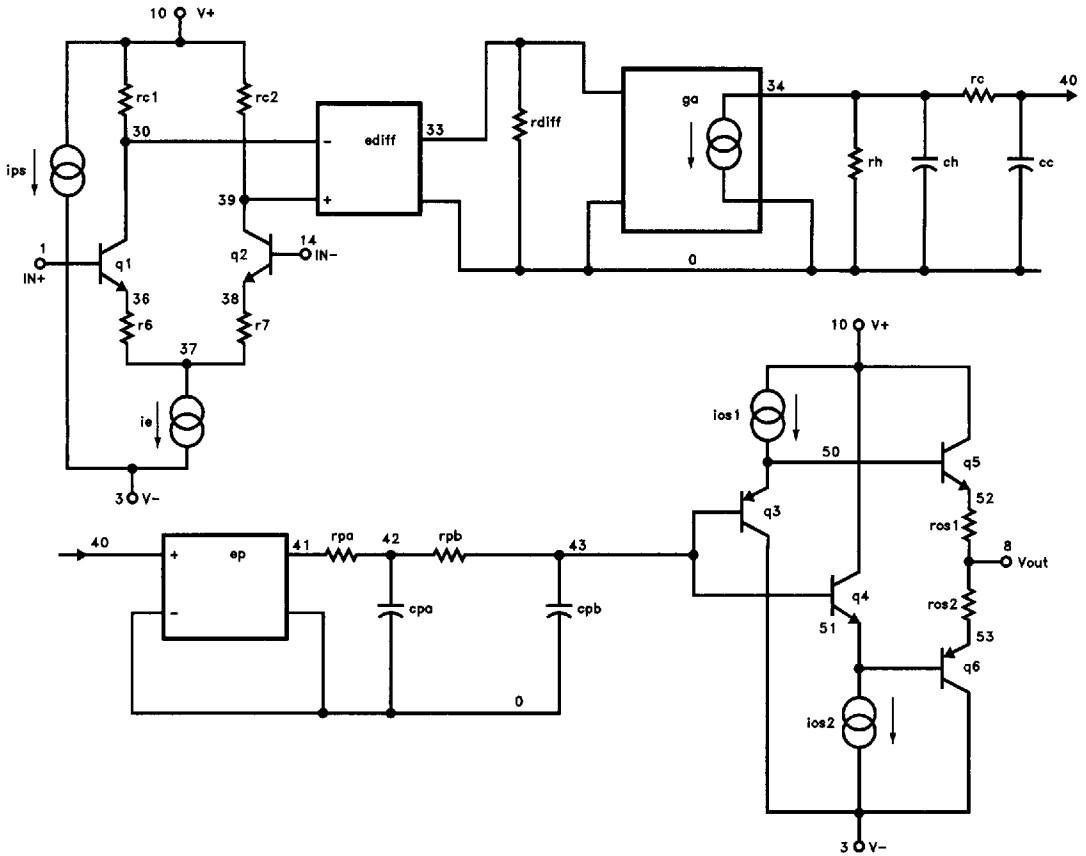 10 V+
rc1
rc2
30
ips
39
ediff
-
+
33
rdiff
ga
34
rc
40
rh
ch
cc
1
IN+
q1
q2
14
IN-
36
38
r6
r7
37
ie
3 V-
0
10 V+
ios1
50
q5
52
q3
ros1
8
Vout
ros2
q4
51
53
q6
ios2
3 V-
40
+
-
ep
41
rpa
42
rpb
43
cpa
cpb
0